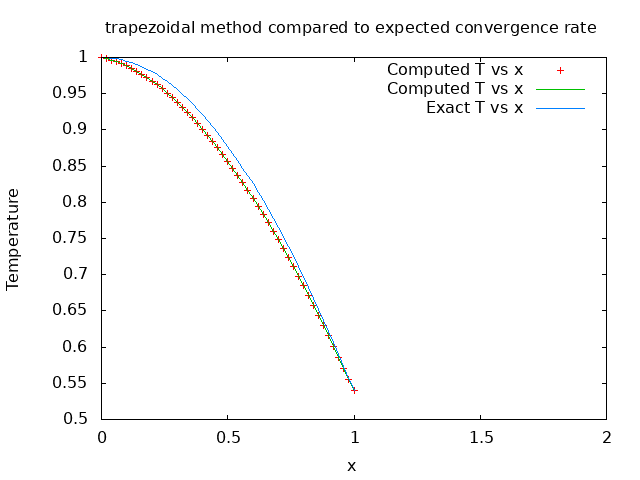 trapezoidal method compared to expected convergence rate
Computed T vs x
Computed T vs x
Exact T vs x
1
0.95
0.9
0.85
0.8
0.75
0.7
0.65
0.6
0.55
0.5
Temperature
0 0.5 1 1.5 2
x